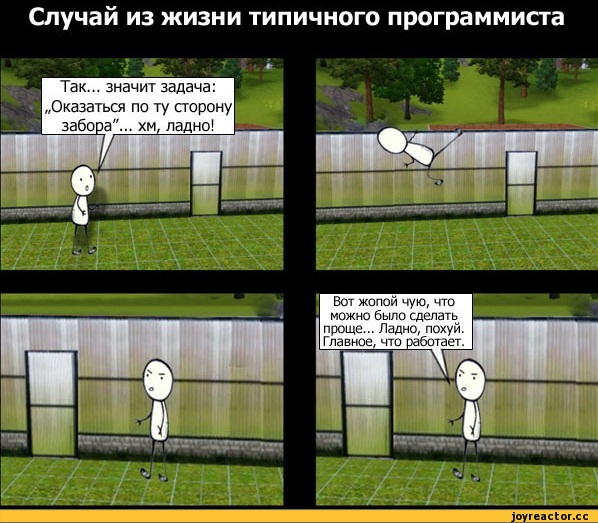 Случай из жизни типичного программиста
Так... значит задача:
„Оказаться по ту сторону
забора”... хм, ладно!
Вот жопой чую, что
можно было сделать
проще... Ладно, похуй.
Главное, что работает.
joyreactor.cc